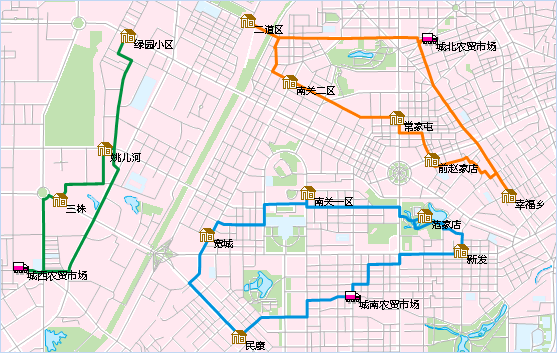 二道区
绿园小区
城北农贸市场
南关二区
常家屯
姚儿河
前赵家店
三株
南关一区
幸福乡
范家店
宽城
新发
城西农贸市场
城南农贸市场
民康